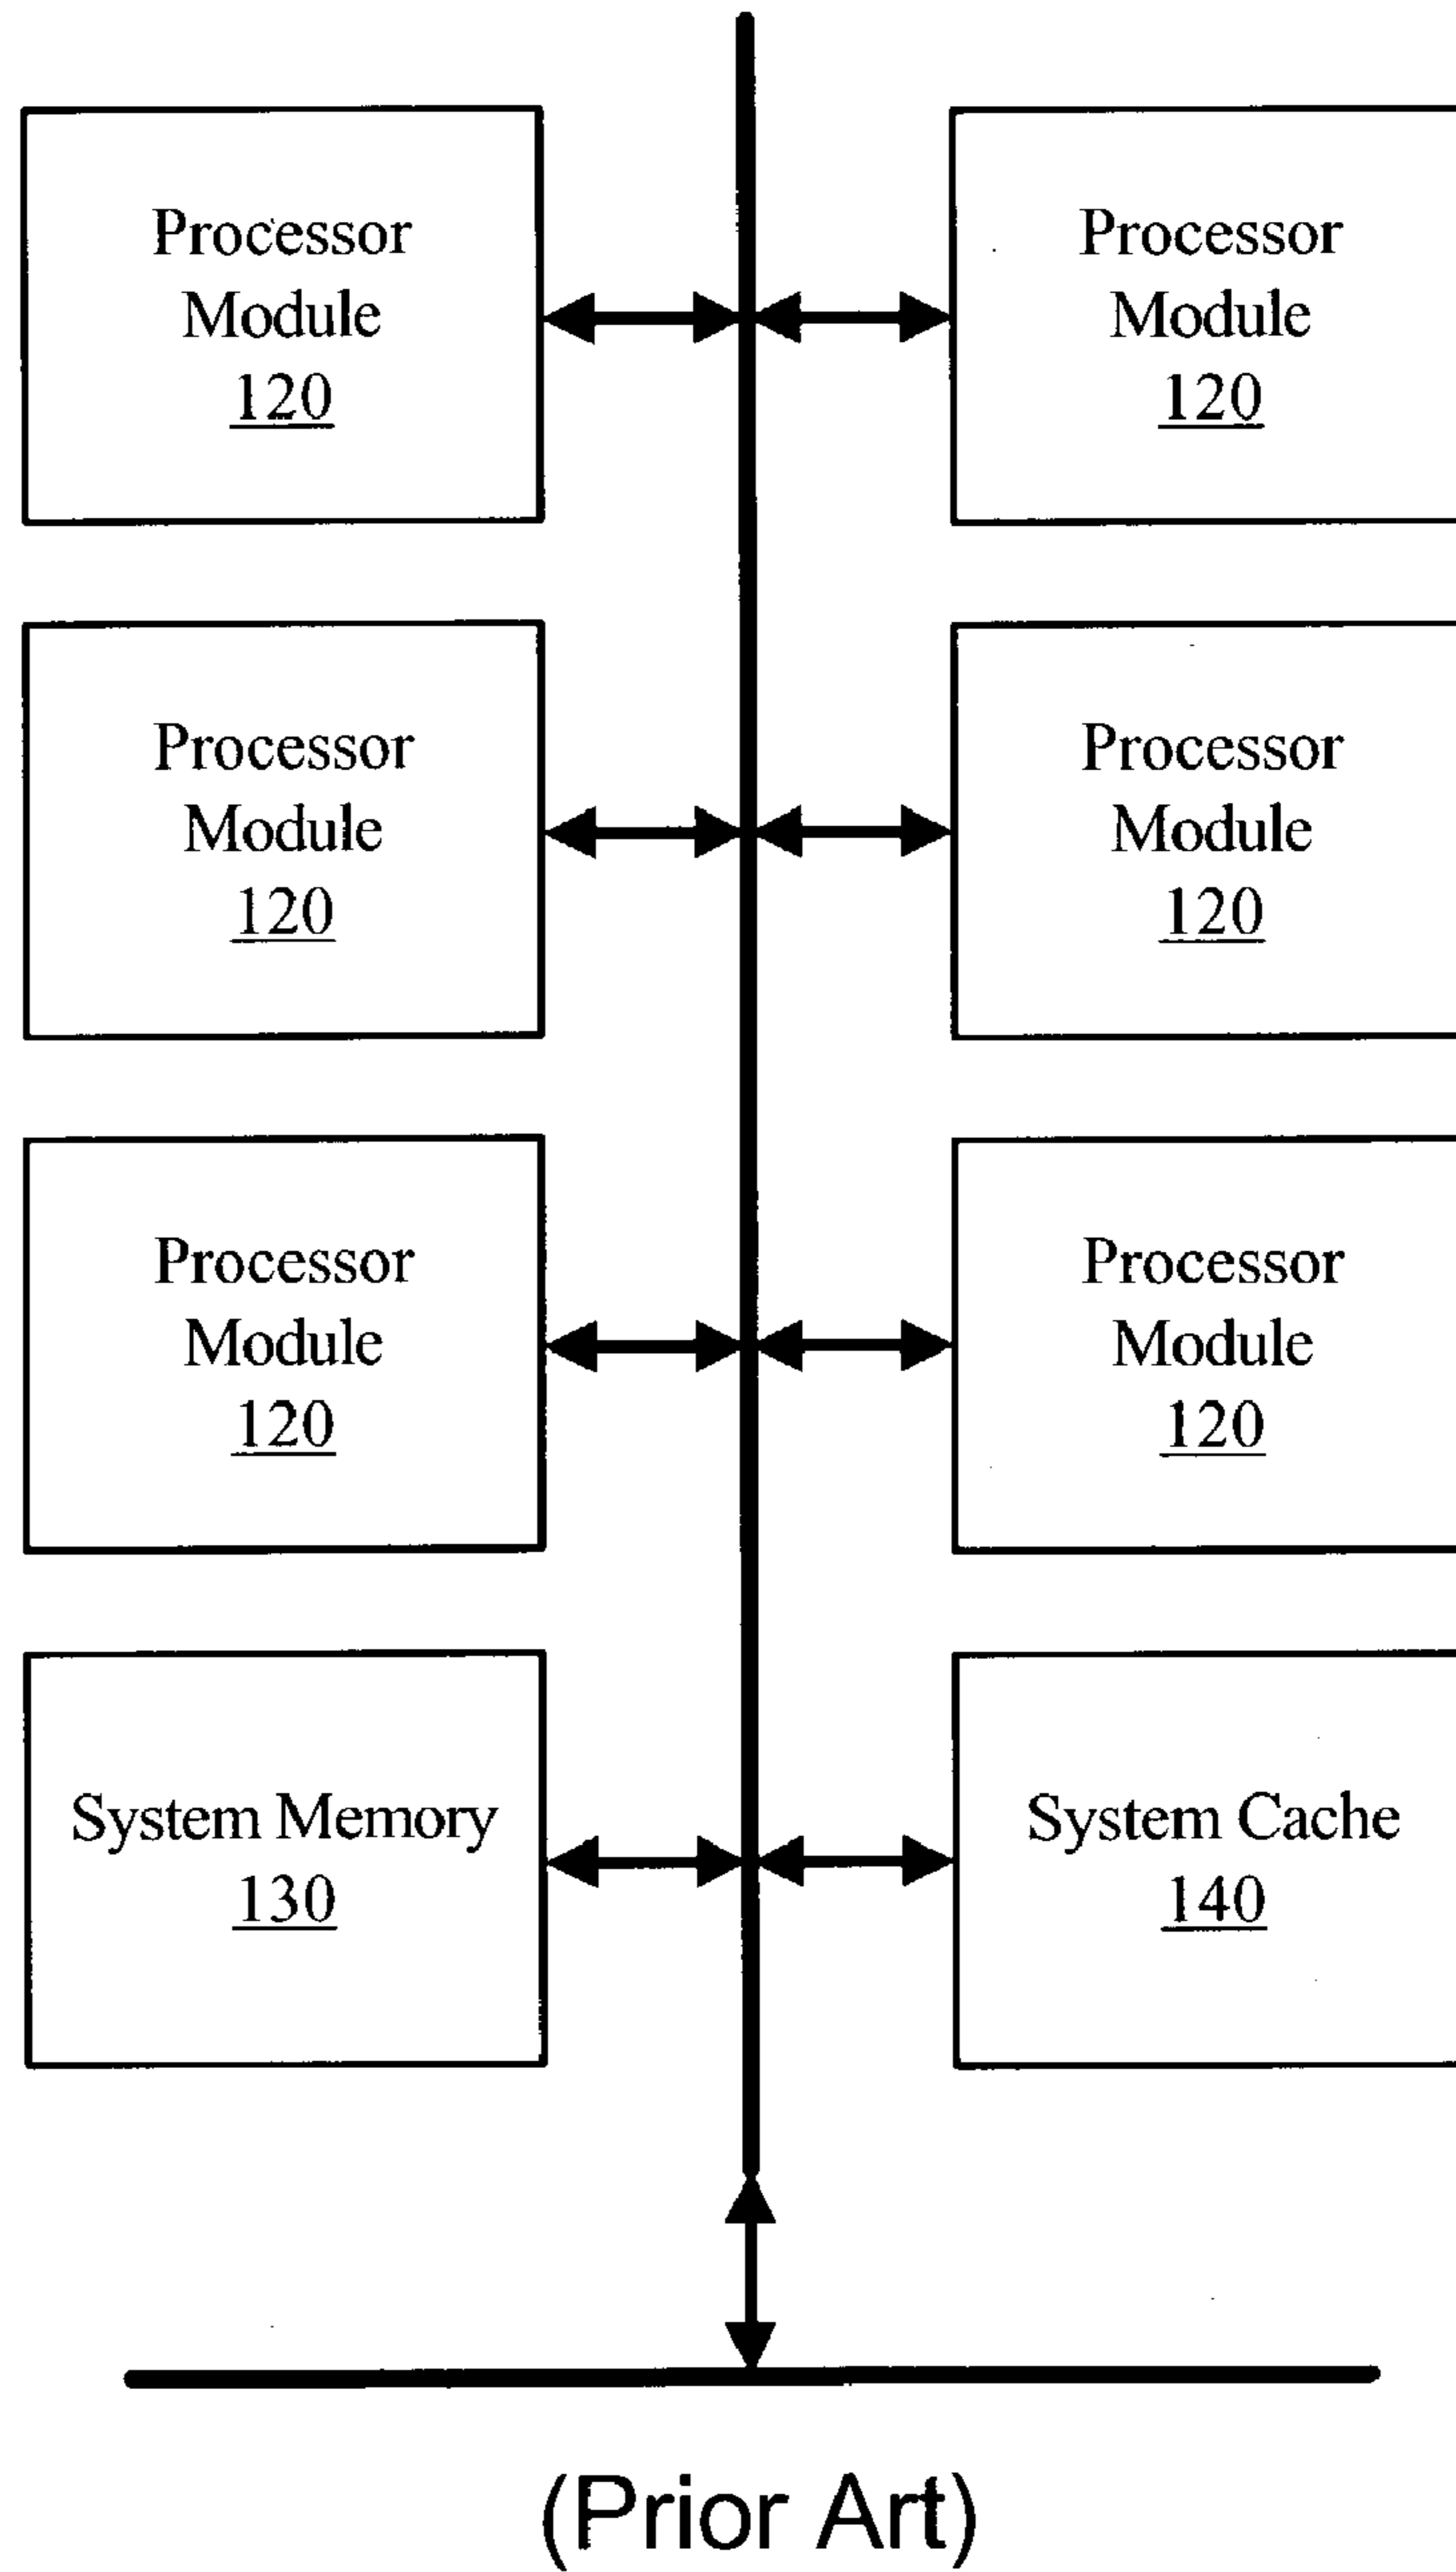 Processor
Module
120
Processor
Module
120
Processor
Module
120
Processor
Module
120
Processor
Module
120
Processor
Module
120
System Memory
130
System Cache
140
(Prior Art)